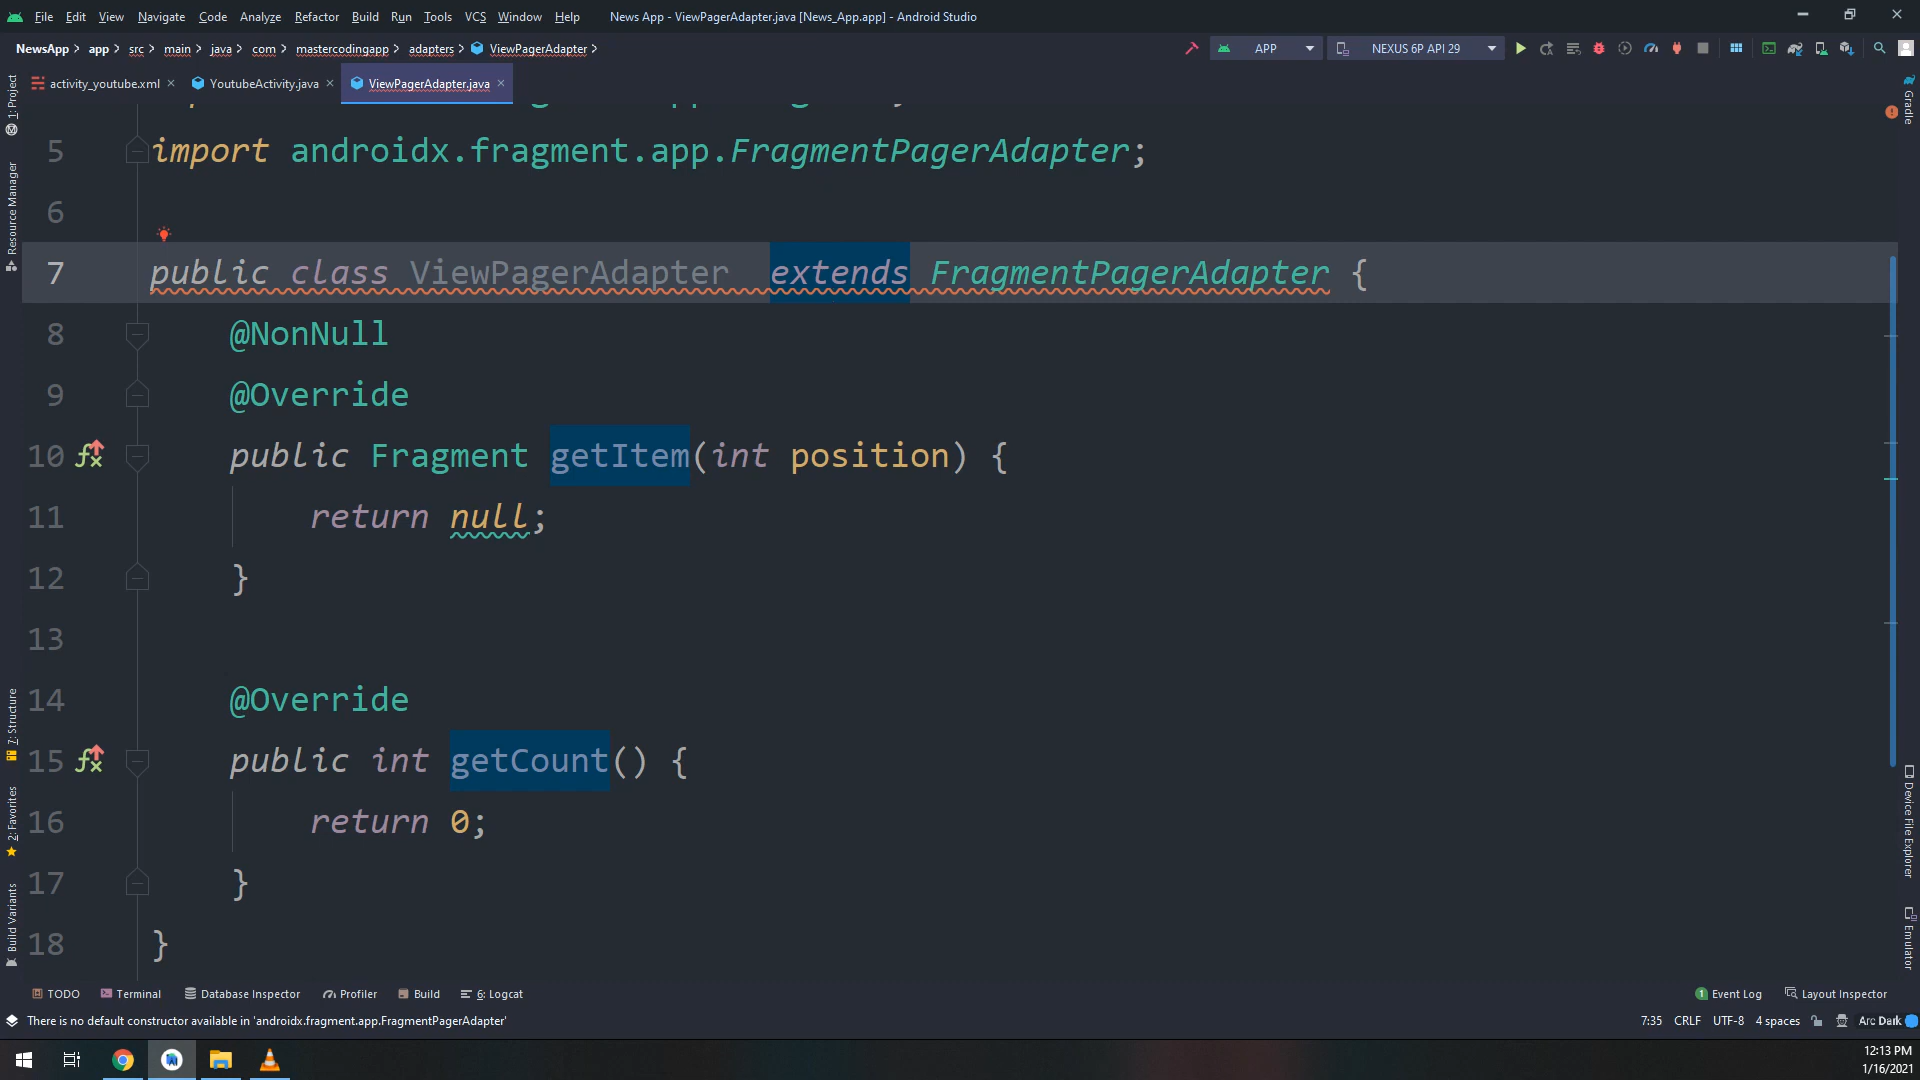 File Edit View Navigate Code Analyze Refactor Build Run Tools VCS Window Help News App - ViewPagerAdapter.java [News_App.app] - Android Studio
NewsApp app src main java com mastercodingapp adapters ViewPagerAdapter APP NEXUS 6P API 29
activity_youtube.xml YoutubeActivity.java ViewPagerAdapter.java
1: Project
Resource Manager
7: Structure
2: Favorites
Build Variants
5 import androidx.fragment.app.FragmentPagerAdapter;
6
7 public class ViewPagerAdapter extends FragmentPagerAdapter {
8 @NonNull
9 @Override
10 public Fragment getItem(int position) {
11 return null;
12 }
13
14 @Override
15 public int getCount() {
16 return 0;
17 }
18 }
Gradle
Device File Explorer
Emulator
TODO Terminal Database Inspector Profiler Build 6: Logcat 1 Event Log Layout Inspector
There is no default constructor available in 'androidx.fragment.app.FragmentPagerAdapter' 7:35 CRLF UTF-8 4 spaces Arc Dark
12:13 PM
1/16/2021